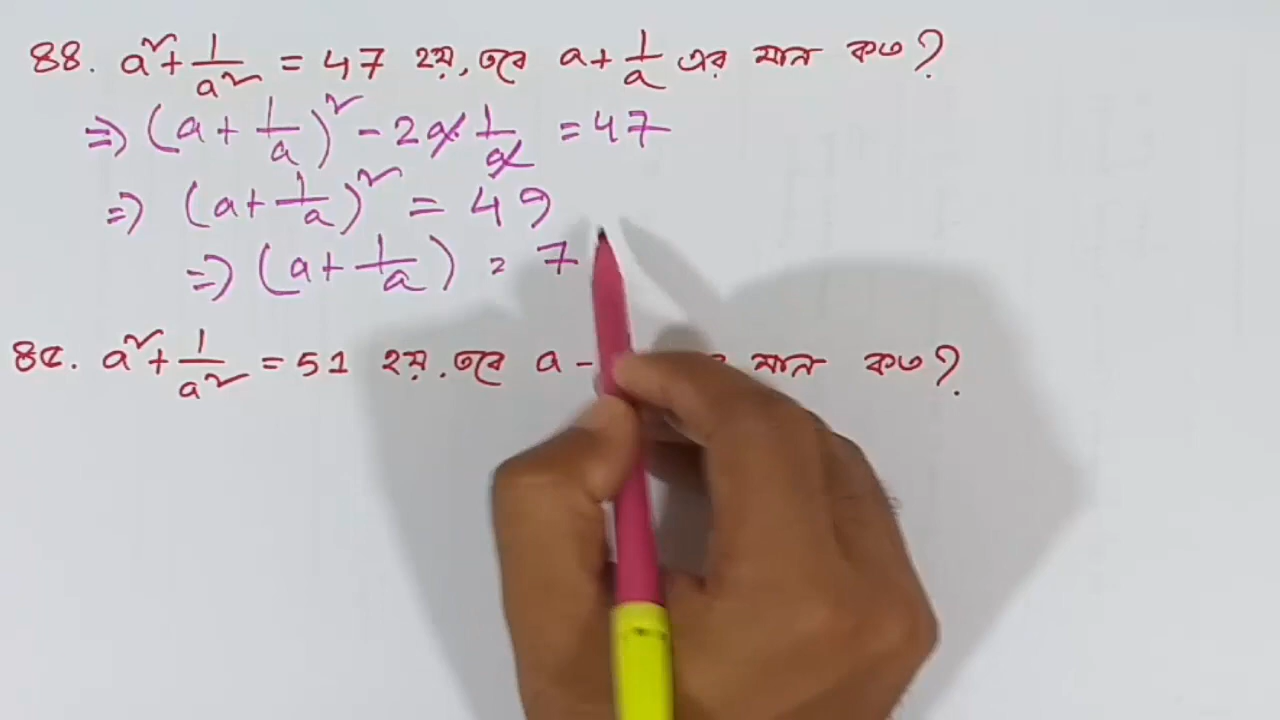 ৪৪. a² + 1/a² = 47 হয়, তবে a + 1/a এর মান কত?
⇒ (a + 1/a)² - 2a·1/a = 47
⇒ (a + 1/a)² = 49
⇒ (a + 1/a) = 7
৪৫. a² + 1/a² = 51 হয়, তবে a - মান কত?